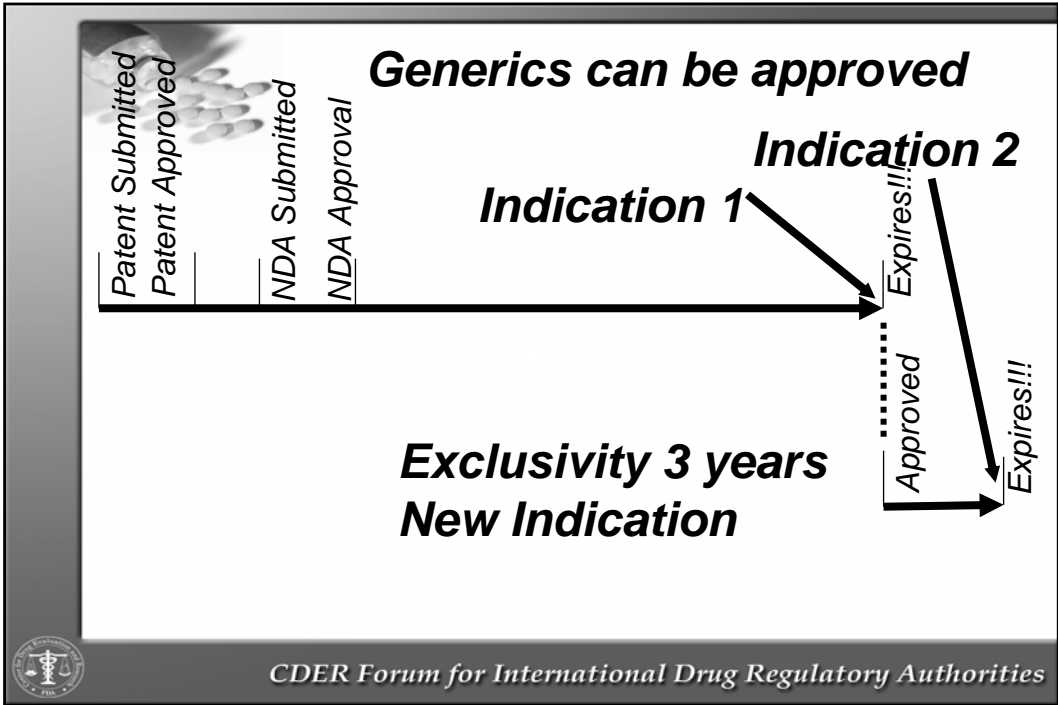 Generics can be approved
Indication 2
Indication 1
Patent Submitted
Patent Approved
NDA Submitted
NDA Approval
Expires!!!
Approved
Expires!!!
Exclusivity 3 years
New Indication
FDA
CDER Forum for International Drug Regulatory Authorities